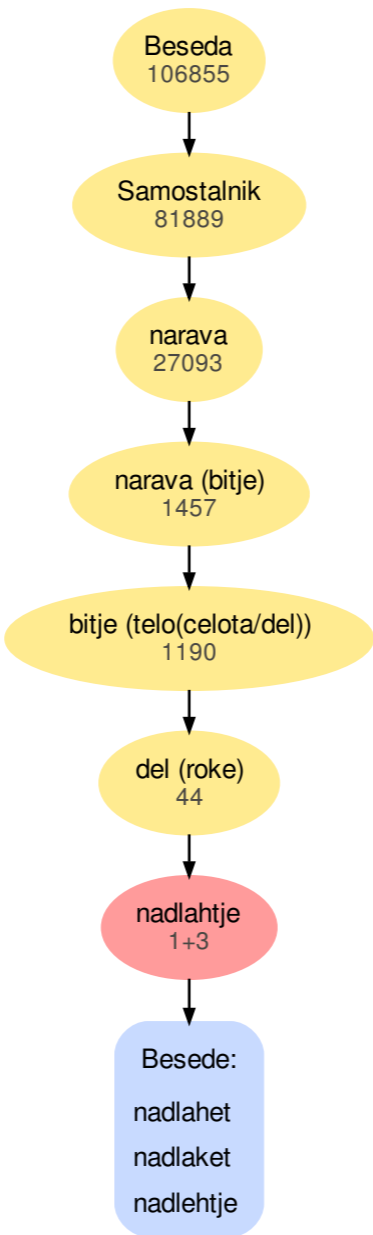 Beseda
106855
Samostalnik
81889
narava
27093
narava (bitje)
1457
bitje (telo(celota/del))
1190
del (roke)
44
nadlahtje
1+3
Besede:
nadlahet
nadlaket
nadlehtje